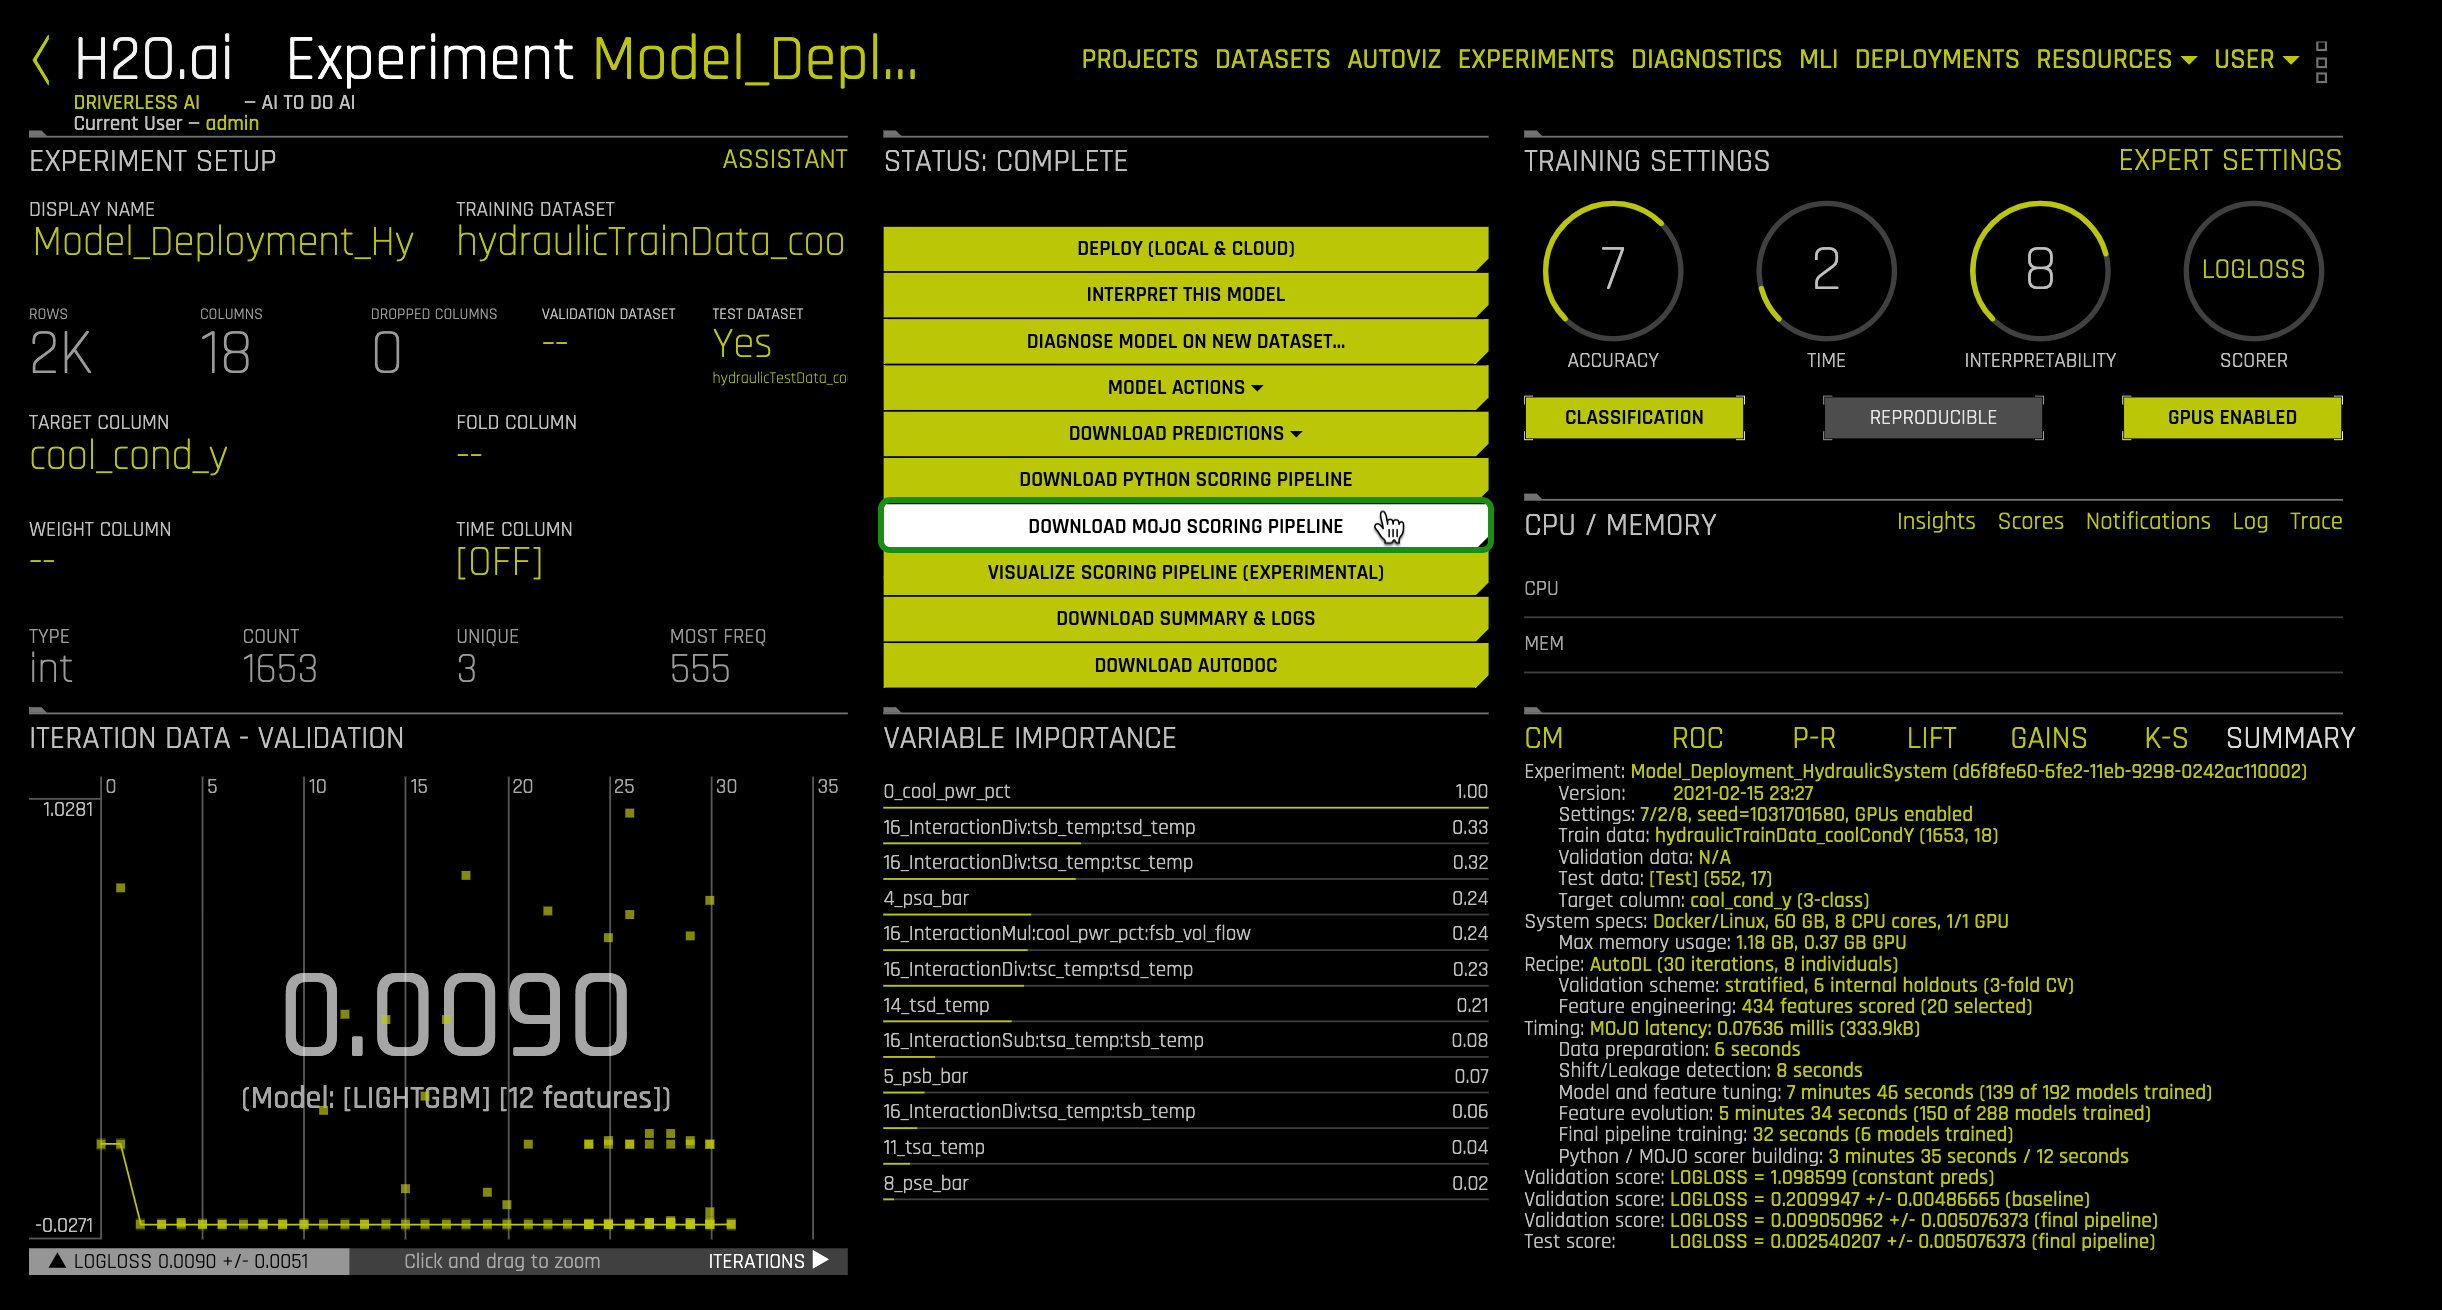 H2O.ai Experiment Model_Depl...
DRIVERLESS AI — AI TO DO AI
Current User — admin
PROJECTS DATASETS AUTOVIZ EXPERIMENTS DIAGNOSTICS MLI DEPLOYMENTS RESOURCES USER
EXPERIMENT SETUP ASSISTANT
DISPLAY NAME TRAINING DATASET
Model_Deployment_Hy hydraulicTrainData_coo
ROWS COLUMNS DROPPED COLUMNS VALIDATION DATASET TEST DATASET
2K 18 0 -- Yes
hydraulicTestData_co
TARGET COLUMN FOLD COLUMN
cool_cond_y --
WEIGHT COLUMN TIME COLUMN
-- [OFF]
TYPE COUNT UNIQUE MOST FREQ
int 1653 3 555
STATUS: COMPLETE
DEPLOY (LOCAL & CLOUD)
INTERPRET THIS MODEL
DIAGNOSE MODEL ON NEW DATASET...
MODEL ACTIONS
DOWNLOAD PREDICTIONS
DOWNLOAD PYTHON SCORING PIPELINE
DOWNLOAD MOJO SCORING PIPELINE
VISUALIZE SCORING PIPELINE (EXPERIMENTAL)
DOWNLOAD SUMMARY & LOGS
DOWNLOAD AUTODOC
TRAINING SETTINGS EXPERT SETTINGS
7 2 8 LOGLOSS
ACCURACY TIME INTERPRETABILITY SCORER
CLASSIFICATION REPRODUCIBLE GPUS ENABLED
CPU / MEMORY Insights Scores Notifications Log Trace
CPU
MEM
ITERATION DATA - VALIDATION
0 5 10 15 20 25 30 35
1.0281
0.0090
(Model: [LIGHTGBM] [12 features])
-0.0271
LOGLOSS 0.0090 +/- 0.0051 Click and drag to zoom ITERATIONS
VARIABLE IMPORTANCE
0_cool_pwr_pct 1.00
16_InteractionDiv:tsb_temp:tsd_temp 0.33
16_InteractionDiv:tsa_temp:tsc_temp 0.32
4_psa_bar 0.24
16_InteractionMul:cool_pwr_pct:fsb_vol_flow 0.24
16_InteractionDiv:tsc_temp:tsd_temp 0.23
14_tsd_temp 0.21
16_InteractionSub:tsa_temp:tsb_temp 0.08
5_psb_bar 0.07
16_InteractionDiv:tsa_temp:tsb_temp 0.06
11_tsa_temp 0.04
8_pse_bar 0.02
CM ROC P-R LIFT GAINS K-S SUMMARY
Experiment: Model_Deployment_HydraulicSystem (d6f8fe60-6fe2-11eb-9298-0242ac110002)
Version: 2021-02-15 23:27
Settings: 7/2/8, seed=1031701680, GPUs enabled
Train data: hydraulicTrainData_coolCondY (1653, 18)
Validation data: N/A
Test data: [Test] (552, 17)
Target column: cool_cond_y (3-class)
System specs: Docker/Linux, 60 GB, 8 CPU cores, 1/1 GPU
Max memory usage: 1.18 GB, 0.37 GB GPU
Recipe: AutoDL (30 iterations, 8 individuals)
Validation scheme: stratified, 6 internal holdouts (3-fold CV)
Feature engineering: 434 features scored (20 selected)
Timing: MOJO latency: 0.07636 millis (333.9kB)
Data preparation: 6 seconds
Shift/Leakage detection: 8 seconds
Model and feature tuning: 7 minutes 46 seconds (139 of 192 models trained)
Feature evolution: 5 minutes 34 seconds (150 of 288 models trained)
Final pipeline training: 32 seconds (6 models trained)
Python / MOJO scorer building: 3 minutes 35 seconds / 12 seconds
Validation score: LOGLOSS = 1.098599 (constant preds)
Validation score: LOGLOSS = 0.2009947 +/- 0.00486665 (baseline)
Validation score: LOGLOSS = 0.009050962 +/- 0.005076373 (final pipeline)
Test score: LOGLOSS = 0.002540207 +/- 0.005076373 (final pipeline)